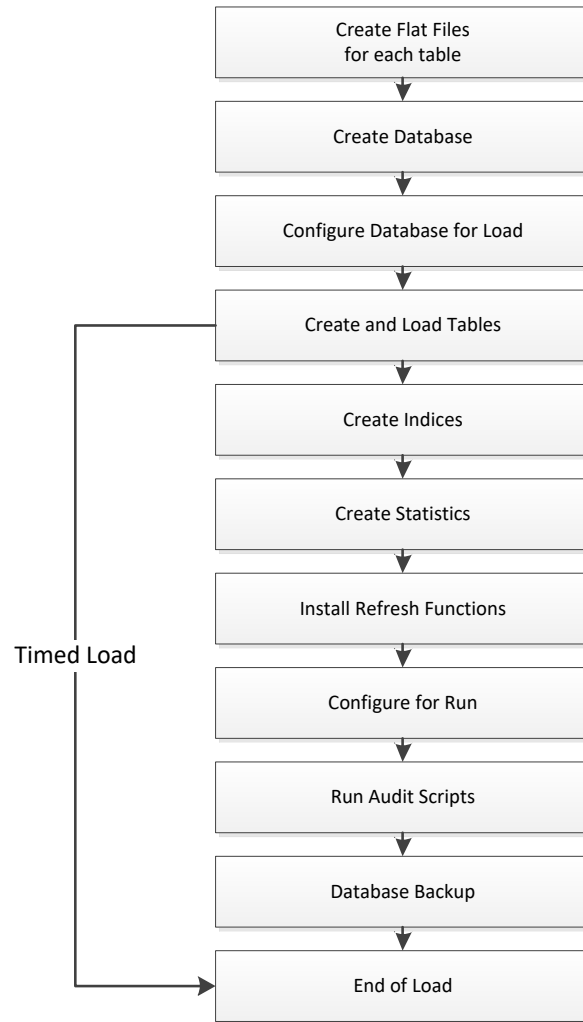 Create Flat Files
for each table
Create Database
Configure Database for Load
Create and Load Tables
Create Indices
Create Statistics
Install Refresh Functions
Timed Load
Configure for Run
Run Audit Scripts
Database Backup
End of Load